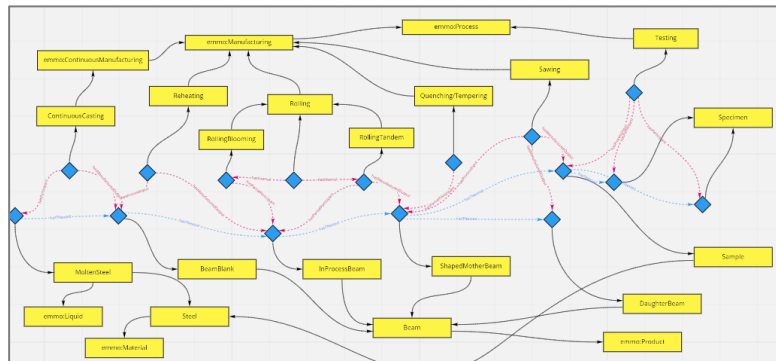 emmo:Process
emmo:Manufacturing
Testing
emmo:ContinuousManufacturing
Sawing
Reheating
Quenching/Tempering
Rolling
ContinuousCasting
Specimen
RollingBlooming
RollingTandem
MoltenSteel
BeamBlank
InProcessBeam
ShapedMotherBeam
Sample
emmo:Liquid
Steel
Beam
DaughterBeam
emmo:Material
emmo:Product